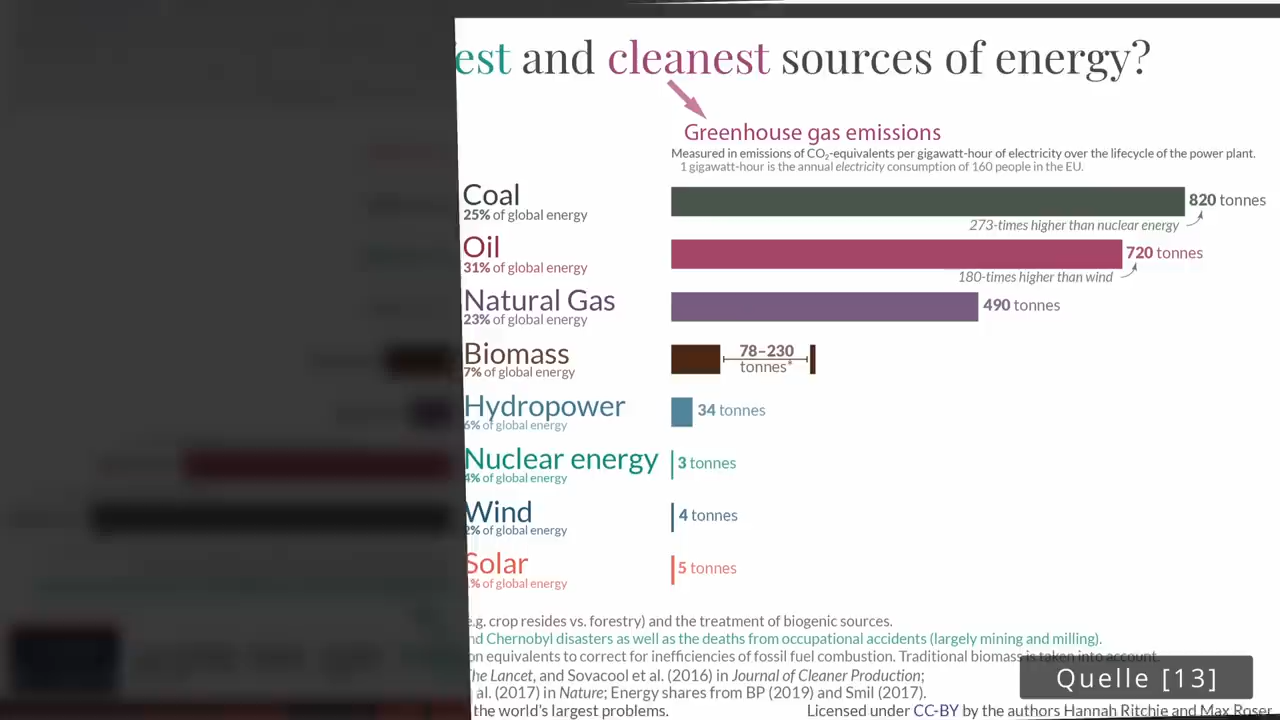 est and cleanest sources of energy?
Greenhouse gas emissions
Measured in emissions of CO₂-equivalents per gigawatt-hour of electricity over the lifecycle of the power plant.
1 gigawatt-hour is the annual electricity consumption of 160 people in the EU.
Coal
25% of global energy
820 tonnes
273-times higher than nuclear energy
Oil
31% of global energy
720 tonnes
180-times higher than wind
Natural Gas
23% of global energy
490 tonnes
Biomass
7% of global energy
78–230
tonnes*
Hydropower
6% of global energy
34 tonnes
Nuclear energy
4% of global energy
3 tonnes
Wind
2% of global energy
4 tonnes
Solar
% of global energy
5 tonnes
e.g. crop resides vs. forestry) and the treatment of biogenic sources.
nd Chernobyl disasters as well as the deaths from occupational accidents (largely mining and milling).
on equivalents to correct for inefficiencies of fossil fuel combustion. Traditional biomass is taken into account.
he Lancet, and Sovacool et al. (2016) in Journal of Cleaner Production;
al. (2017) in Nature; Energy shares from BP (2019) and Smil (2017).
Quelle [13]
the world's largest problems.
Licensed under CC-BY by the authors Hannah Ritchie and Max Roser